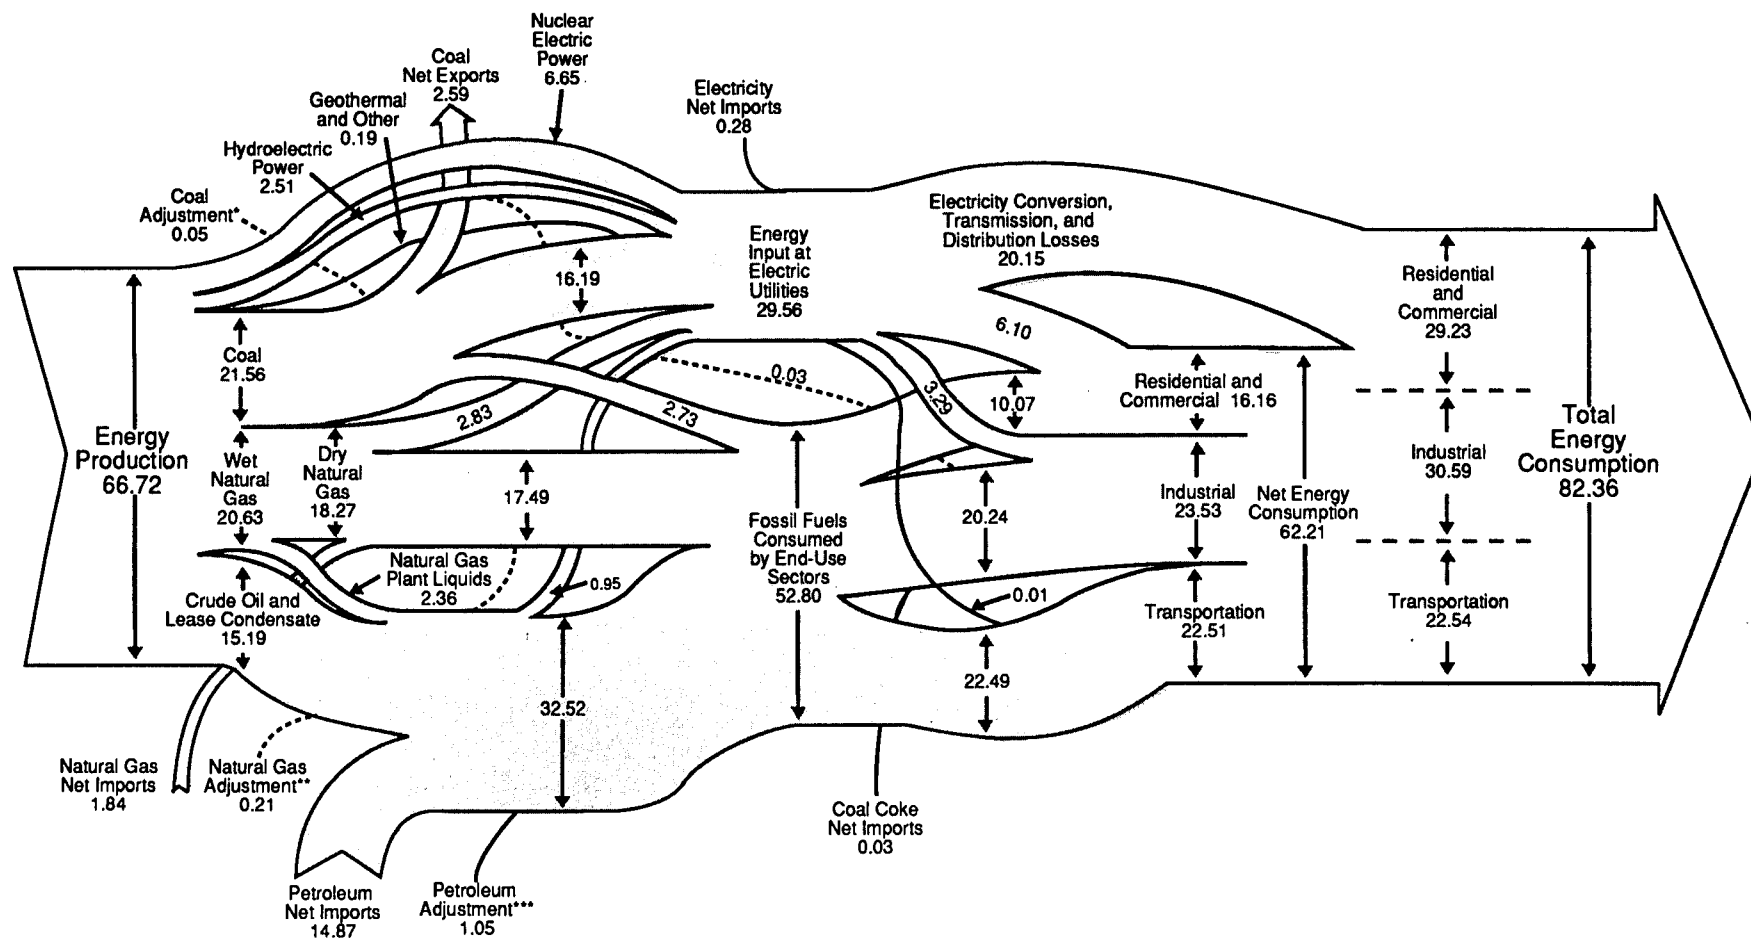 Nuclear
Electric
Power
6.65
Coal
Net Exports
2.59
Geothermal
and Other
0.19
Hydroelectric
Power
2.51
Coal
Adjustment*
0.05
Electricity
Net Imports
0.28
Electricity Conversion,
Transmission, and
Distribution Losses
20.15
Energy
Input at
Electric
Utilities
29.56
16.19
6.10
Residential
and
Commercial
29.23
Coal
21.56
0.03
2.83
2.73
3.29
10.07
Residential and
Commercial 16.16
Energy
Production
66.72
Wet
Natural
Gas
20.63
Dry
Natural
Gas
18.27
17.49
Fossil Fuels
Consumed
by End-Use
Sectors
52.80
20.24
Industrial
23.53
Net Energy
Consumption
62.21
Industrial
30.59
Total
Energy
Consumption
82.36
Natural Gas
Plant Liquids
2.36
0.95
0.01
Crude Oil and
Lease Condensate
15.19
Transportation
22.51
Transportation
22.54
32.52
22.49
Natural Gas
Net Imports
1.84
Natural Gas
Adjustment**
0.21
Petroleum
Net Imports
14.87
Petroleum
Adjustment***
1.05
Coal Coke
Net Imports
0.03